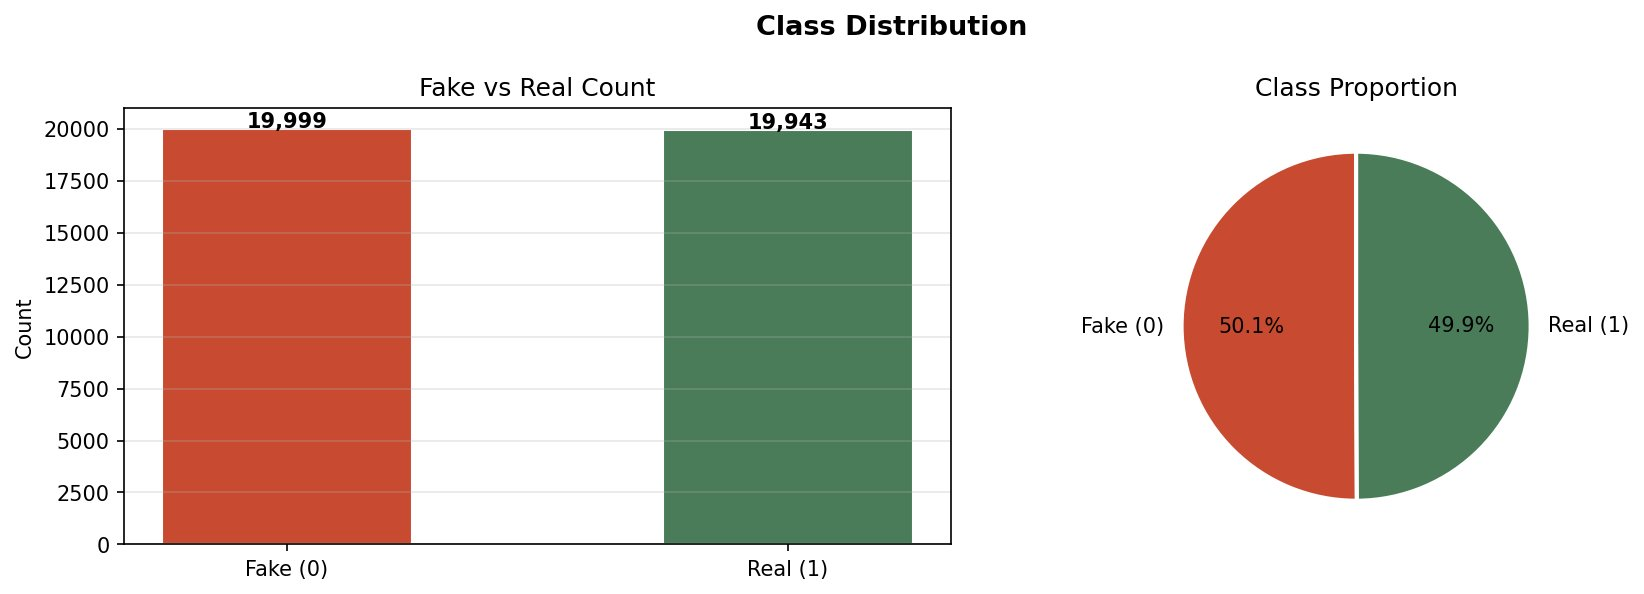 Class Distribution
Fake vs Real Count
19,999
19,943
20000
17500
15000
12500
10000
7500
5000
2500
0
Count
Fake (0)
Real (1)
Class Proportion
Fake (0)
50.1%
49.9%
Real (1)